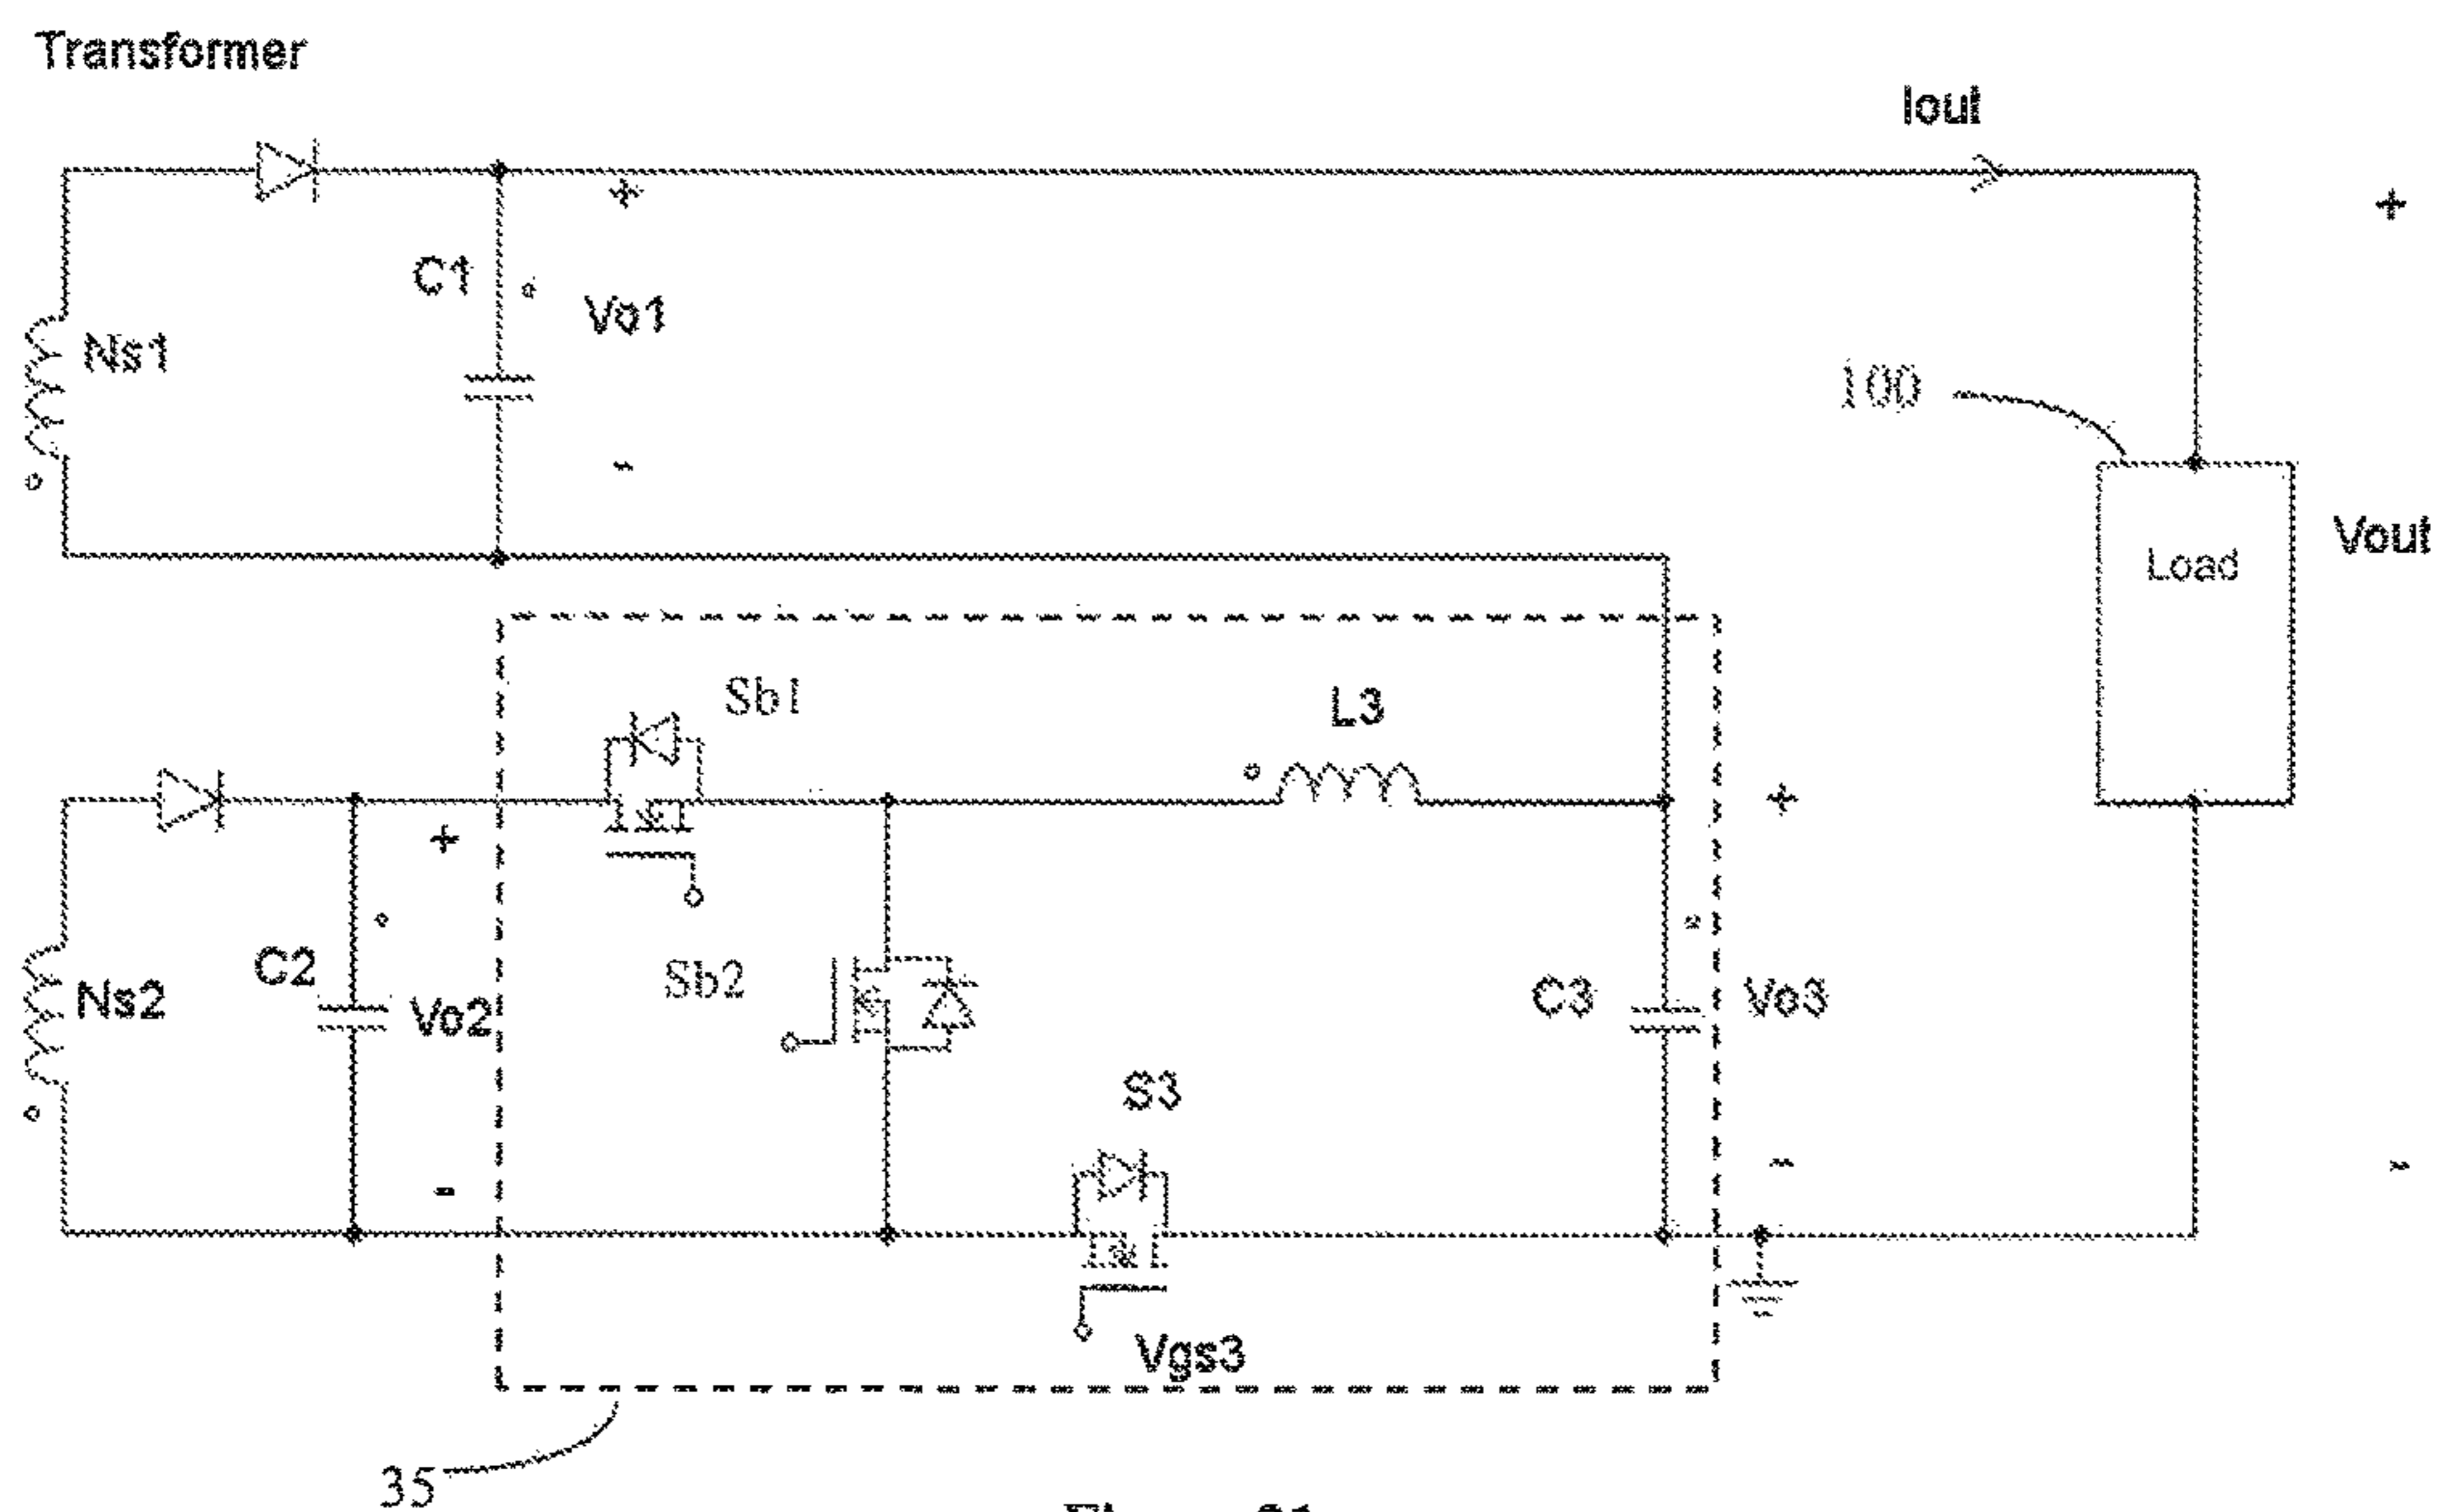 Transformer
Iout
+
+
C1
Vo1
Ns1
100
-
Load
Vout
Sb1
L3
+
+
Sb2
C2
Ns2
Vo2
C3
Vo3
S3
-
-
-
Vgs3
35